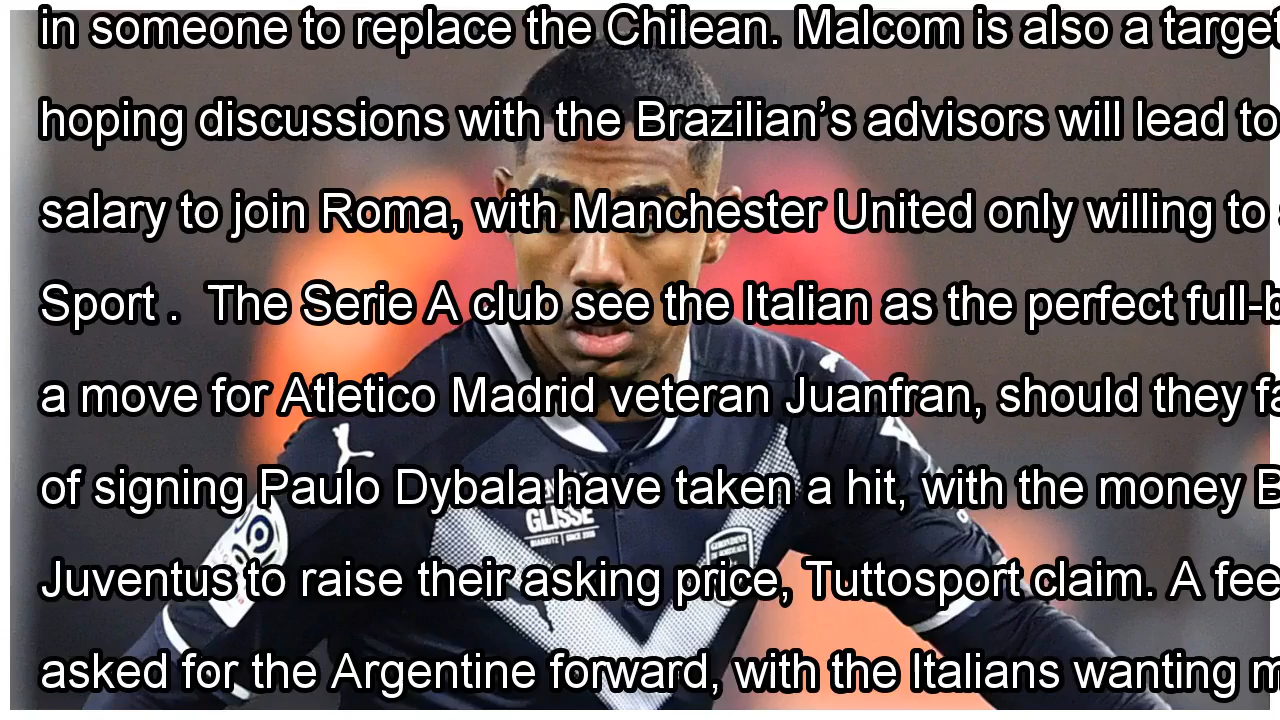 in someone to replace the Chilean. Malcom is also a target
hoping discussions with the Brazilian’s advisors will lead to
salary to join Roma, with Manchester United only willing to
Sport .  The Serie A club see the Italian as the perfect full-b
a move for Atletico Madrid veteran Juanfran, should they fa
of signing Paulo Dybala have taken a hit, with the money B
GLISSE
Juventus to raise their asking price, Tuttosport claim. A fee
asked for the Argentine forward, with the Italians wanting m